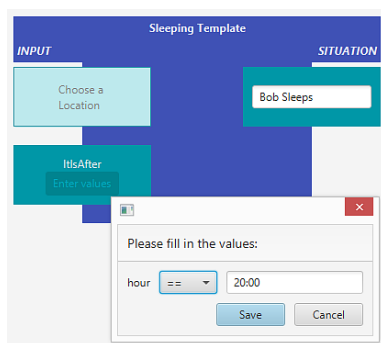 Sleeping Template
INPUT
SITUATION
Choose a
Location
Bob Sleeps
ItIsAfter
Enter values
Please fill in the values:
hour == 20:00
Save Cancel